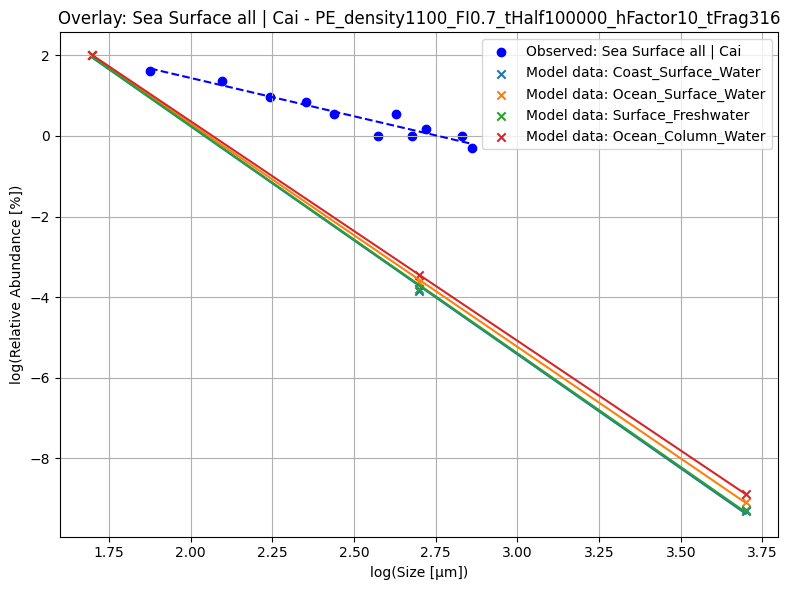 Overlay: Sea Surface all | Cai - PE_density1100_FI0.7_tHalf100000_hFactor10_tFrag316
Observed: Sea Surface all | Cai
Model data: Coast_Surface_Water
Model data: Ocean_Surface_Water
Model data: Surface_Freshwater
Model data: Ocean_Column_Water
log(Relative Abundance [%])
2
0
−2
−4
−6
−8
1.75
2.00
2.25
2.50
2.75
3.00
3.25
3.50
3.75
log(Size [μm])